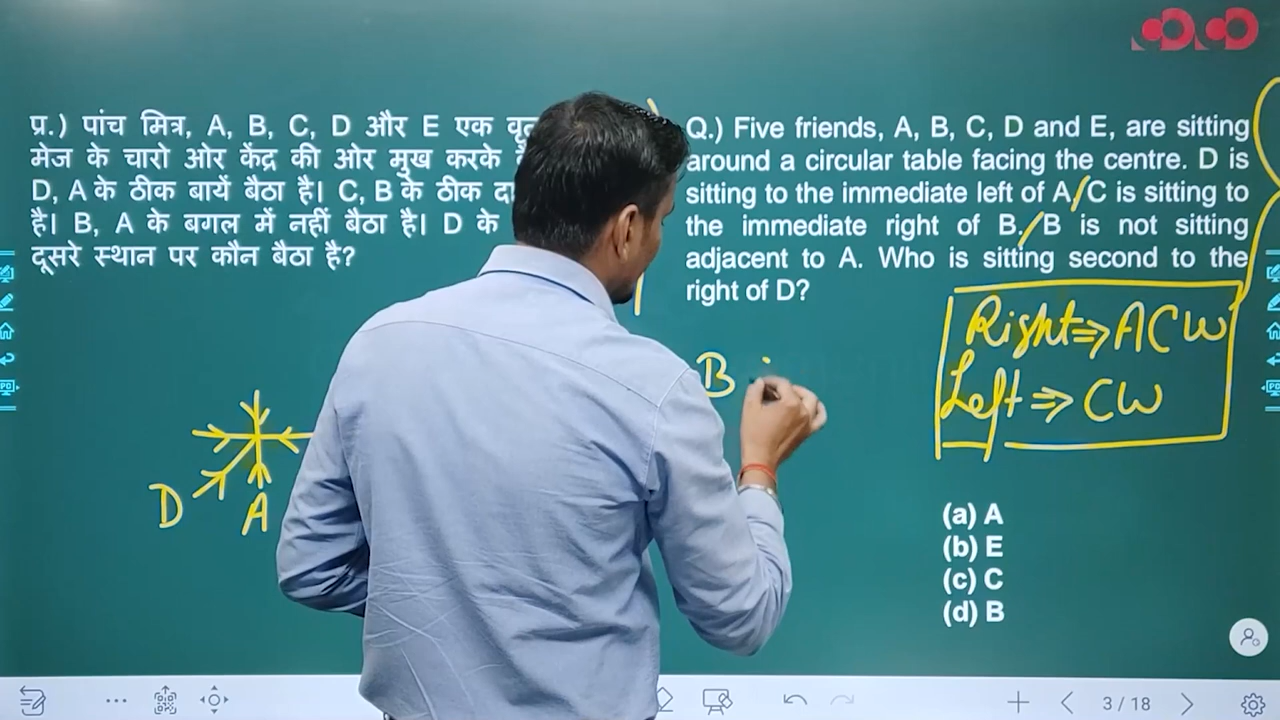 प्र.) पांच मित्र, A, B, C, D और E एक
मेज के चारो ओर केंद्र की ओर मुख करके
D, A के ठीक बायें बैठा है। C, B के ठीक
है। B, A के बगल में नहीं बैठा है। D के
दूसरे स्थान पर कौन बैठा है?
Q.) Five friends, A, B, C, D and E, are sitting
around a circular table facing the centre. D is
sitting to the immediate left of A/C is sitting to
the immediate right of B./B is not sitting
adjacent to A. Who is sitting second to the
right of D?
Right⇒ACW
Left⇒CW
B
D
A
(a) A
(b) E
(c) C
(d) B
3 / 18